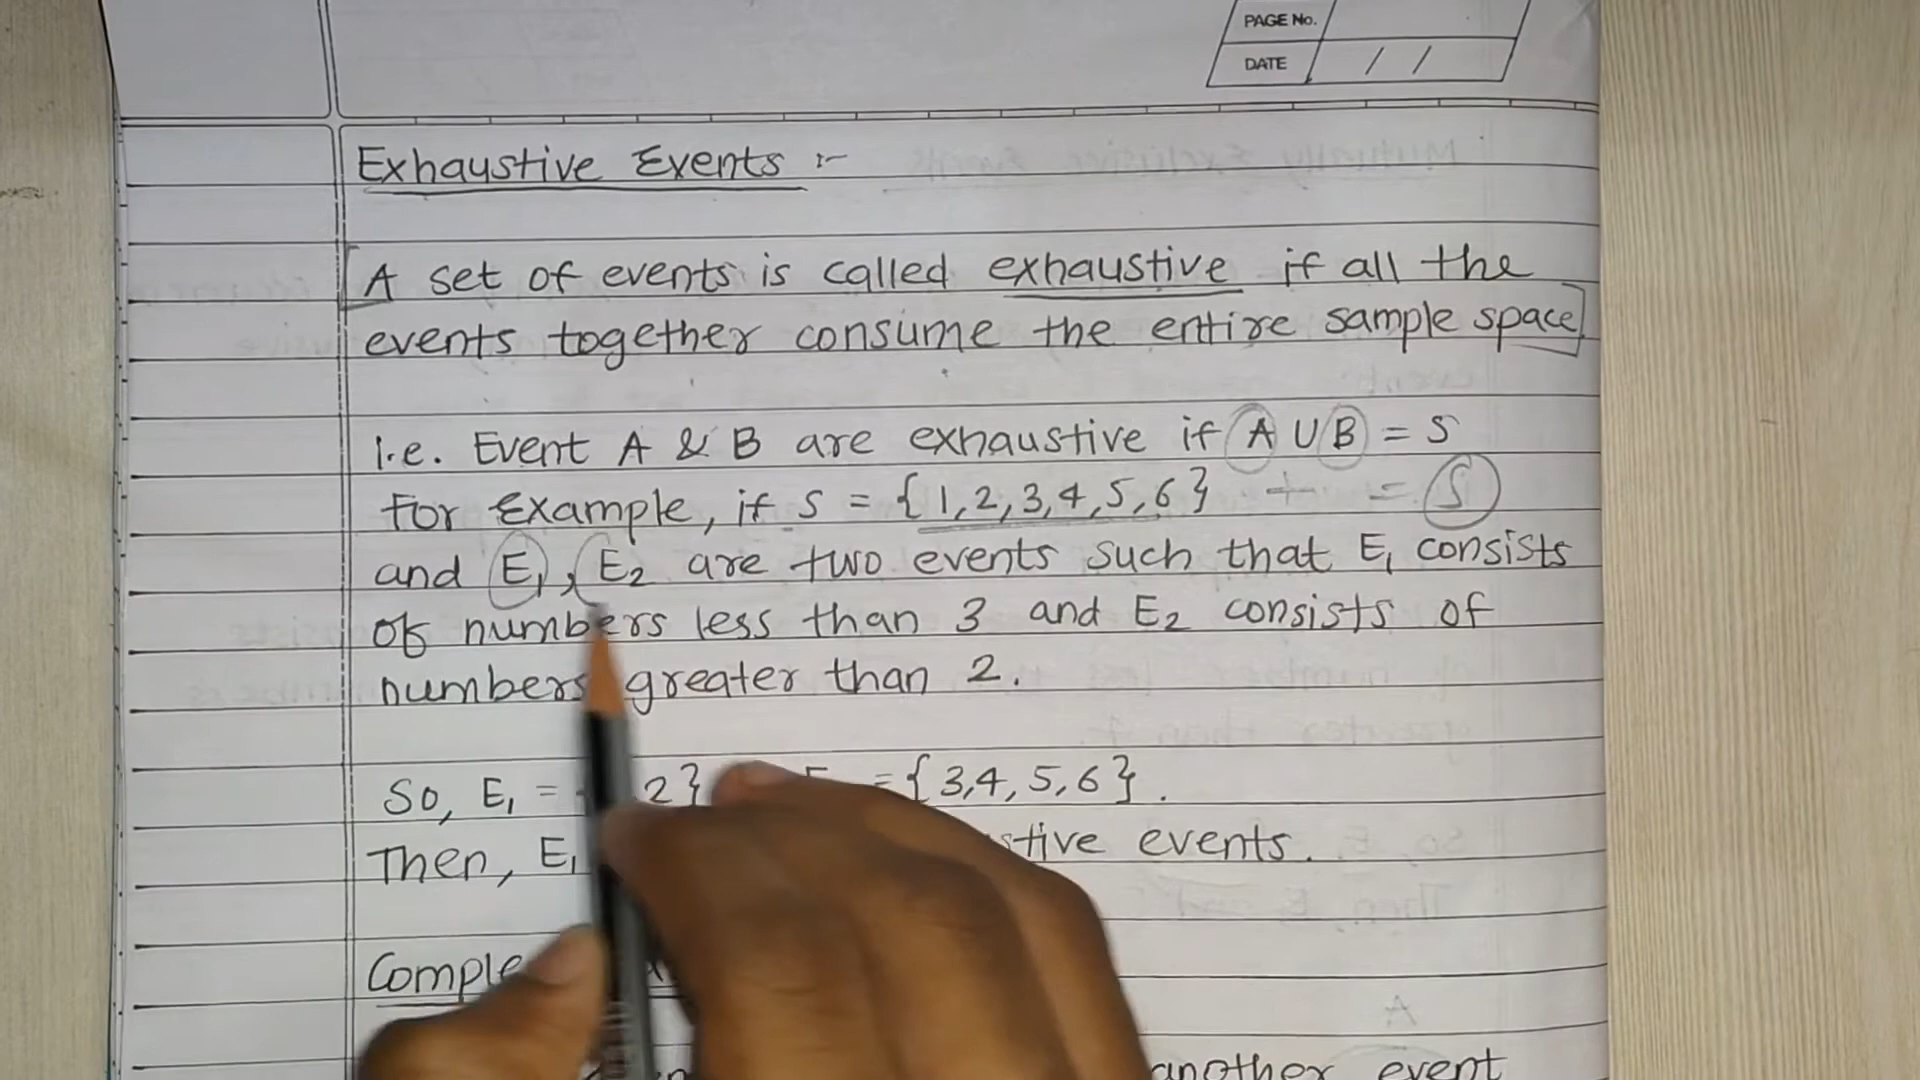 PAGE No.
DATE / /
Exhaustive Events :-
A set of events is called exhaustive if all the
events together consume the entire sample space
i.e. Event A & B are exhaustive if A U B = S
For Example, if S = {1,2,3,4,5,6} + = S
and E1, E2 are two events such that E1 consists
of numbers less than 3 and E2 consists of
numbers greater than 2.
So, E1 = 2} = {3,4,5,6}.
Then, E1 events.
another event